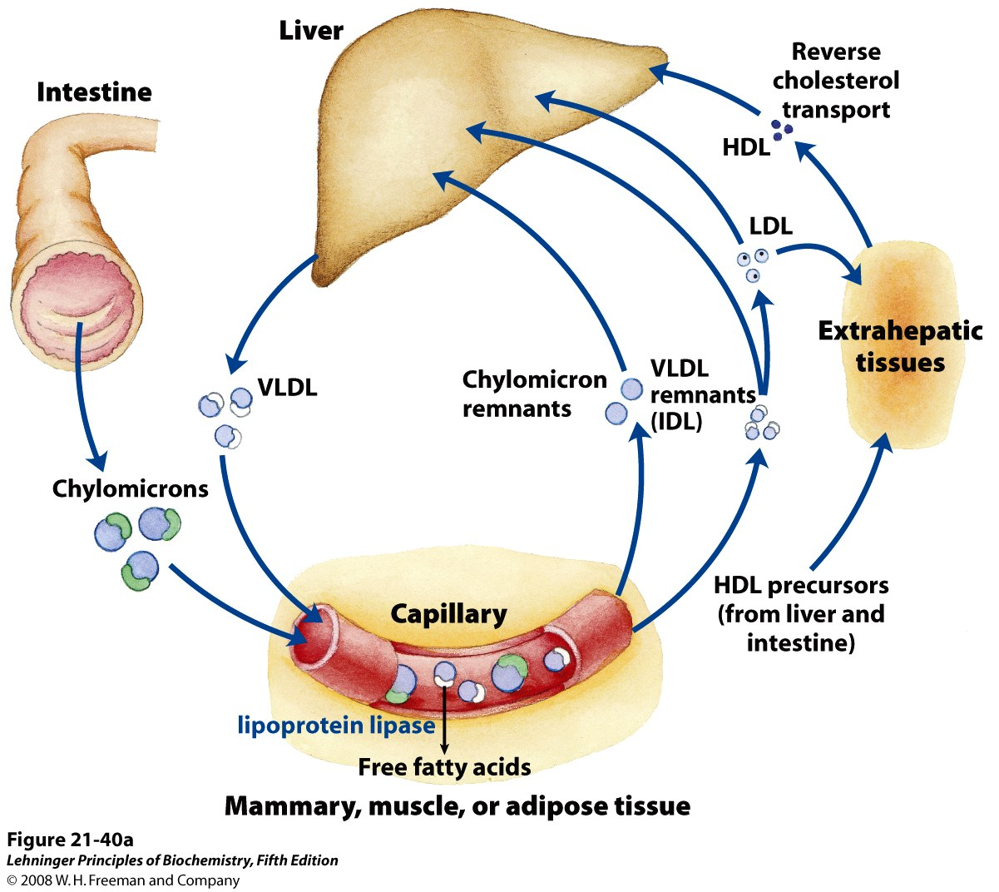 Liver
Reverse
cholesterol
transport
Intestine
HDL
LDL
Extrahepatic
tissues
VLDL
Chylomicron
remnants
VLDL
remnants
(IDL)
Chylomicrons
HDL precursors
(from liver and
intestine)
Capillary
lipoprotein lipase
Free fatty acids
Mammary, muscle, or adipose tissue
Figure 21-40a
Lehninger Principles of Biochemistry, Fifth Edition
© 2008 W. H. Freeman and Company